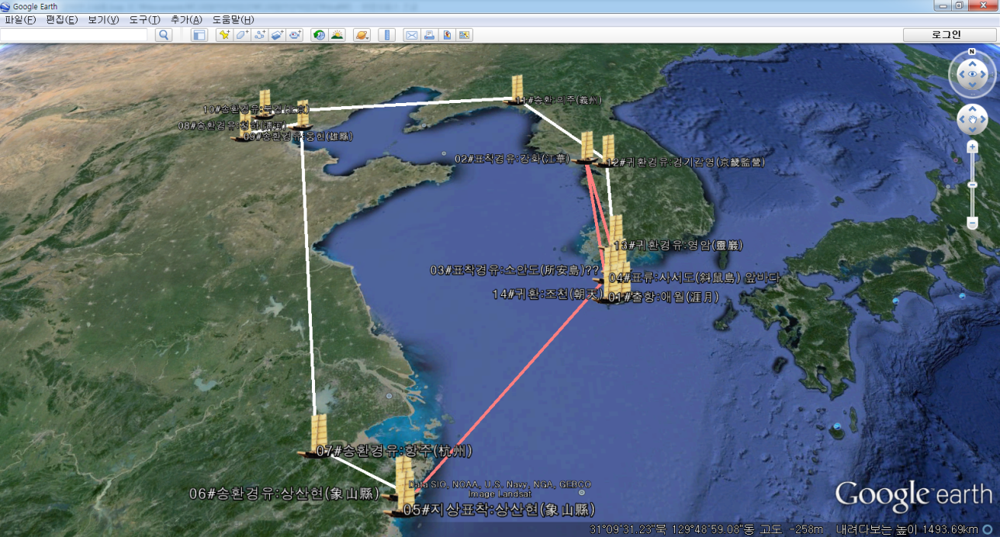 Google Earth
파일(F) 편집(E) 보기(V) 도구(T) 추가(A) 도움말(H)
로그인
N
11#송환:의주(義州)
10#송환경유:북경(北京)
08#송환경유:청하(淸河)
09#송환경유:웅현(雄縣)
02#표착경유:강화(江華)
12#귀환경유:경기감영(京畿監營)
13#귀환경유:영암(靈巖)
03#표착경유:소안도(所安島)??
04#표류:사서도(斜鼠島) 앞바다
14#귀환:조천(朝天)
01#출항:애월(涯月)
07#송환경유:항주(杭州)
Data SIO, NOAA, U.S. Navy, NGA, GEBCO
Image Landsat
06#송환경유:상산현(象山縣)
05#지상표착:상산현(象山縣)
Google earth
31°09'31.23"북 129°48'59.08"동 고도 -258m 내려다보는 높이 1493.69km